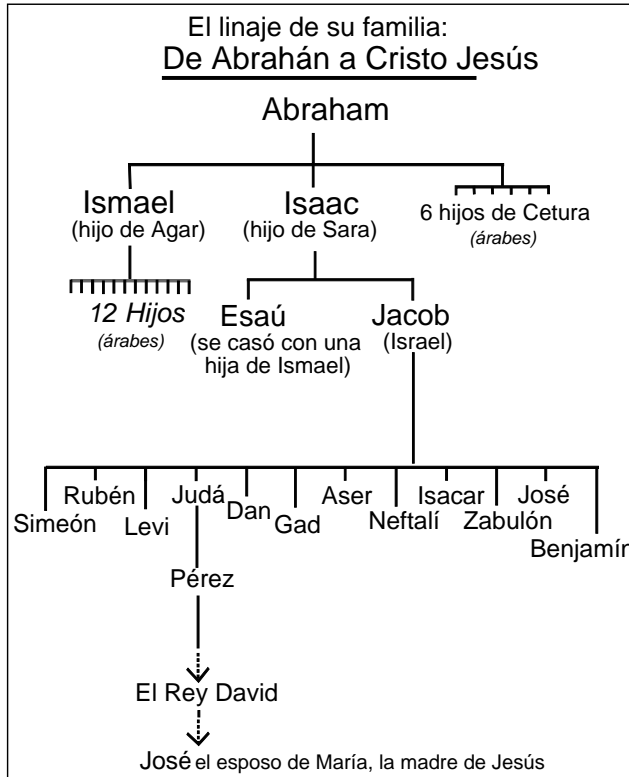 El linaje de su familia:
De Abrahán a Cristo Jesús
Abraham
Ismael
(hijo de Agar)
Isaac
(hijo de Sara)
6 hijos de Cetura
(árabes)
12 Hijos
(árabes)
Esaú
(se casó con una
hija de Ismael)
Jacob
(Israel)
Simeón
Rubén
Levi
Judá
Dan
Gad
Aser
Neftalí
Isacar
Zabulón
José
Benjamín
Pérez
El Rey David
José el esposo de María, la madre de Jesús